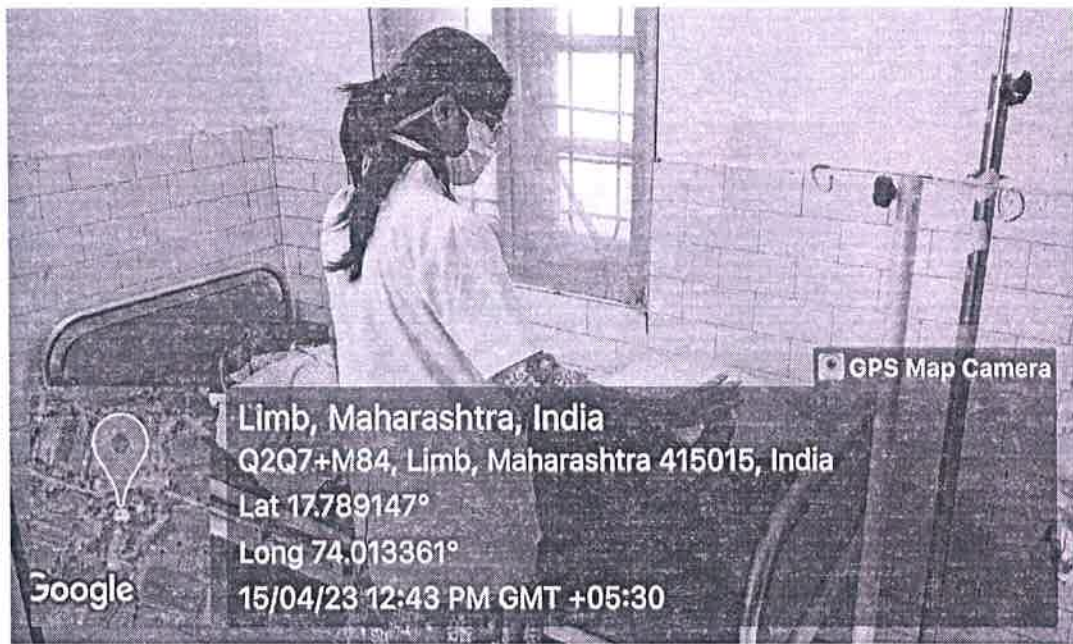 GPS Map Camera
Limb, Maharashtra, India
Q2Q7+M84, Limb, Maharashtra 415015, India
Lat 17.789147°
Long 74.013361°
15/04/23 12:43 PM GMT +05:30
Google